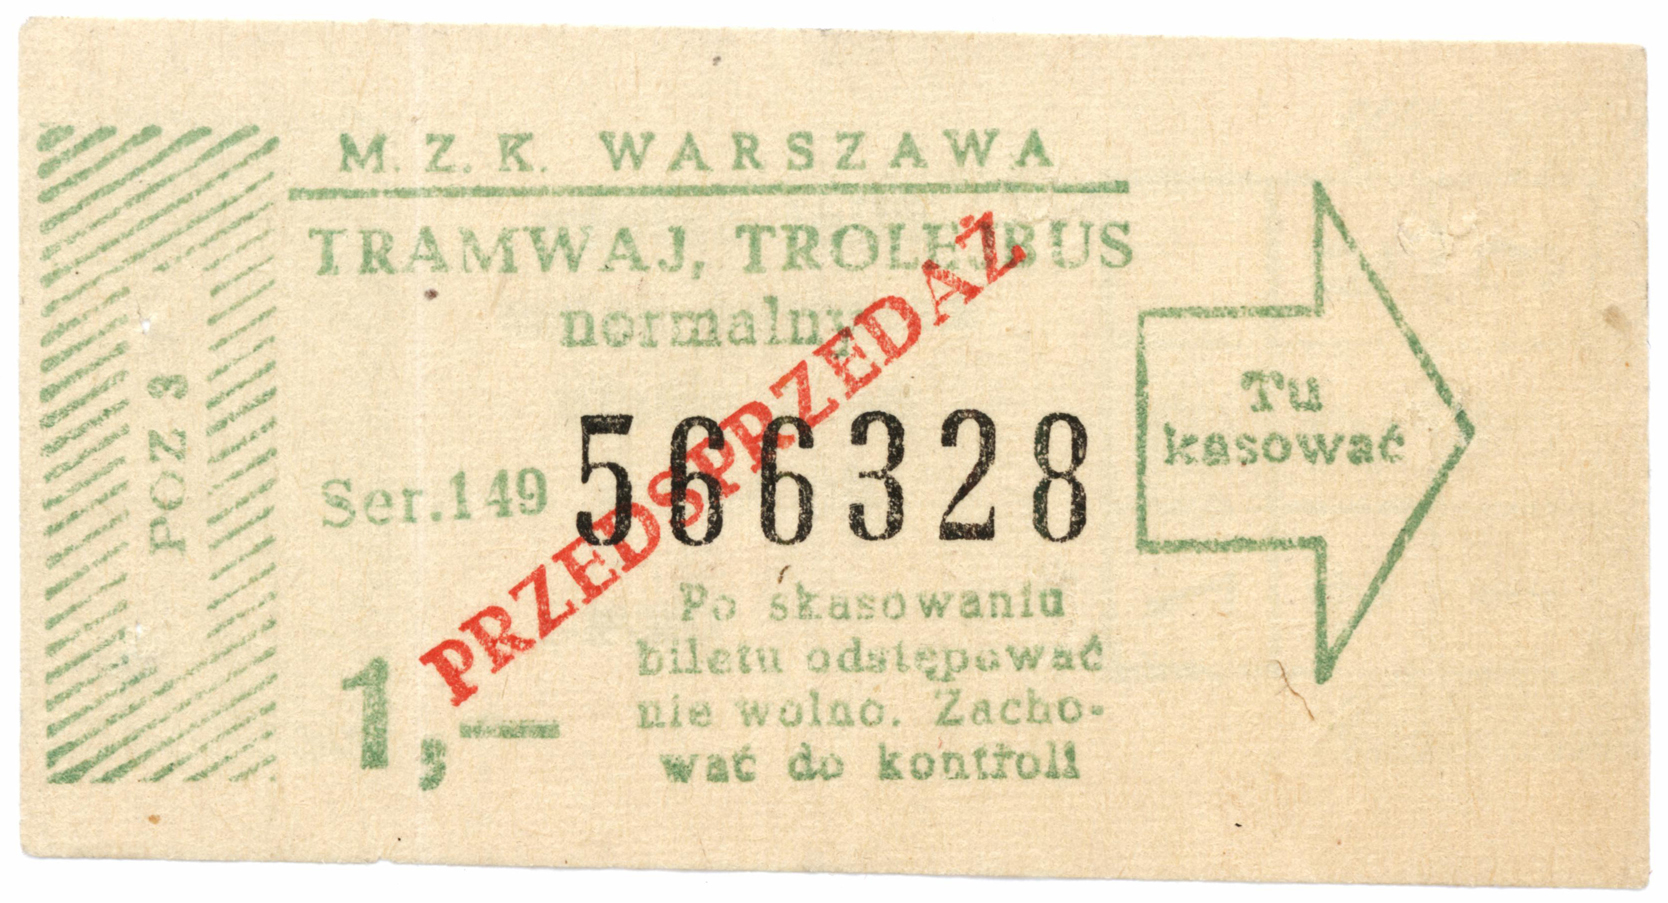 M. Z. K. WARSZAWA
TRAMWAJ, TROLEJBUS
normalny
PRZEDSPRZEDAŻ
Ser.149 566328
POZ 3
1,—
Po skasowaniu
biletu odstępować
nie wolno. Zacho-
wać do kontroli
Tu
kasować